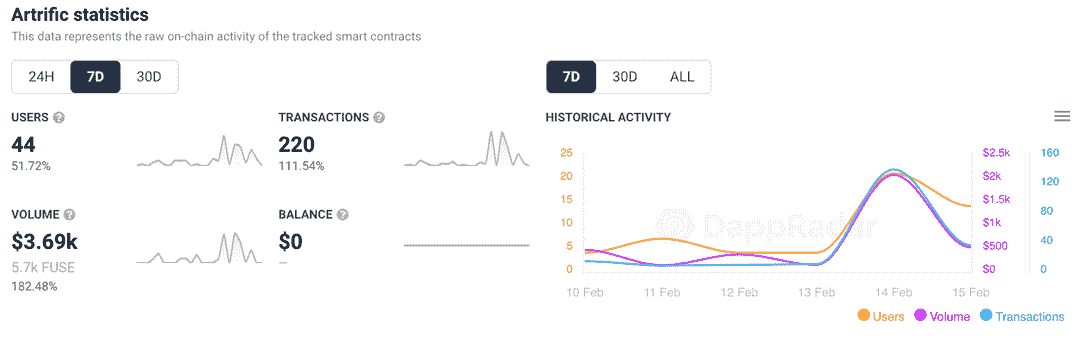 Artrific statistics
This data represents the raw on-chain activity of the tracked smart contracts
24H 7D 30D
USERS ?
44
51.72%
TRANSACTIONS ?
220
111.54%
VOLUME ?
$3.69k
5.7k FUSE
182.48%
BALANCE ?
$0
—
7D 30D ALL
HISTORICAL ACTIVITY
25 $2.5k 160
20 $2k 120
15 $1.5k 80
10 $1k 40
5 $500 0
0 $0
DappRadar
10 Feb 11 Feb 12 Feb 13 Feb 14 Feb 15 Feb
Users Volume Transactions